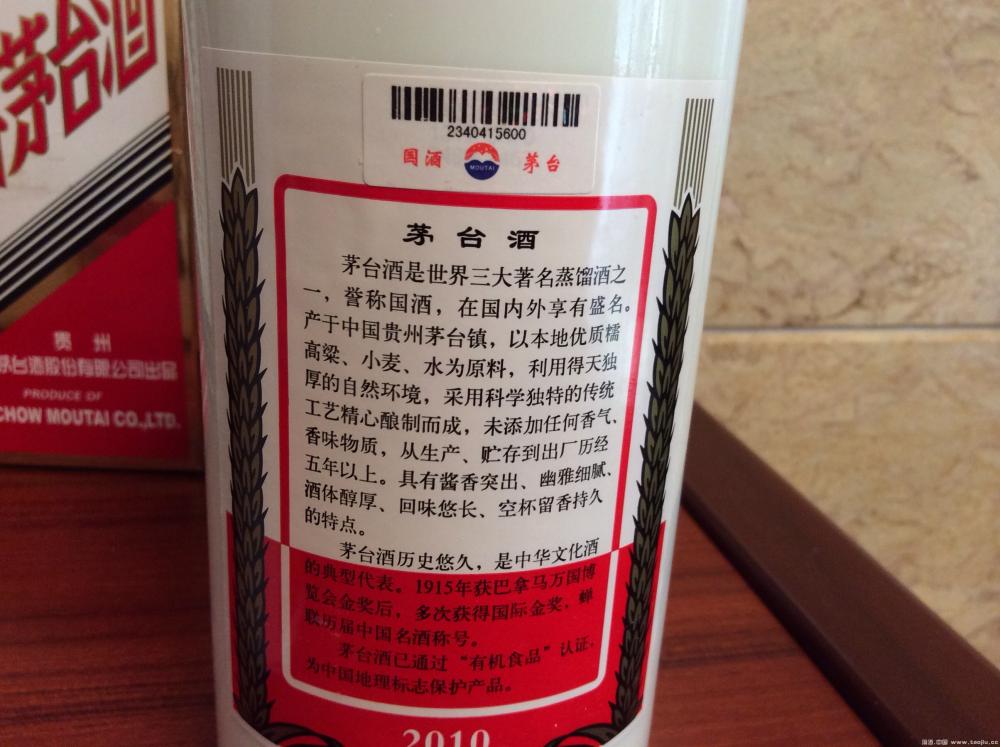 茅台酒
贵州
茅台酒股份有限公司出品
PRODUCE OF
CHOW MOUTAI CO.,LTD.
2340415600
国酒 MOUTAI 茅台
茅台酒
茅台酒是世界三大著名蒸馏酒之
一，誉称国酒，在国内外享有盛名。
产于中国贵州茅台镇，以本地优质糯
高粱、小麦、水为原料，利用得天独
厚的自然环境，采用科学独特的传统
工艺精心酿制而成，未添加任何香气、
香味物质，从生产、贮存到出厂历经
五年以上。具有酱香突出、幽雅细腻、
酒体醇厚、回味悠长、空杯留香持久
的特点。
茅台酒历史悠久，是中华文化酒
的典型代表。1915年获巴拿马万国博
览会金奖后，多次获得国际金奖、蝉
联历届中国名酒称号。
茅台酒已通过“有机食品”认证，
为中国地理标志保护产品。
2010
淘酒.中国 www.taojiu.cc